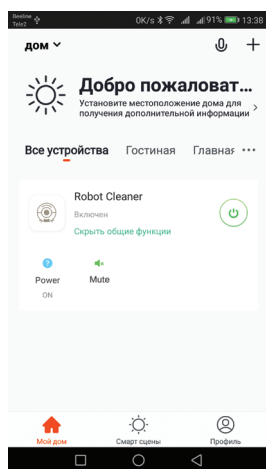 Beeline
Tele2
0K/s 91% 13:38
дом
Добро пожаловат...
Установите местоположение дома для
получения дополнительной информации
Все устройства Гостиная Главная
Robot Cleaner
Включен
Скрыть общие функции
Power Mute
ON
Мой дом Смарт сцены Профиль